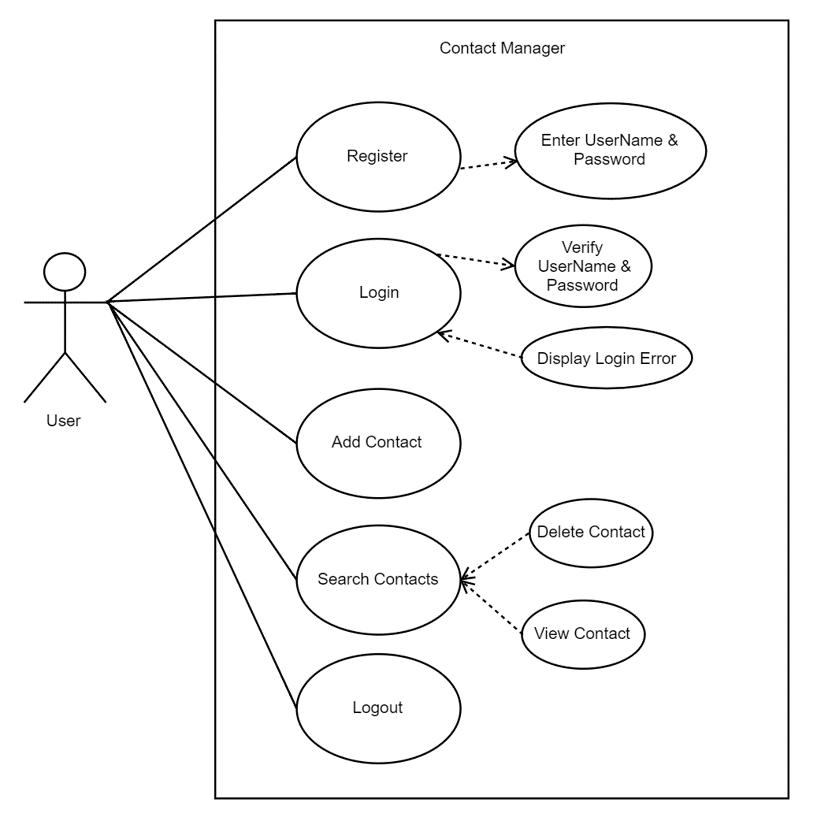 Contact Manager
Register
Enter UserName &
Password
Login
Verify
UserName &
Password
Display Login Error
User
Add Contact
Search Contacts
Delete Contact
View Contact
Logout